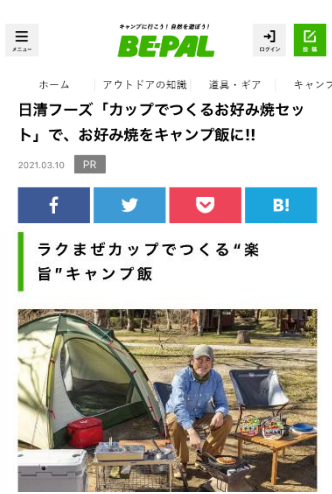 キャンプに行こう! 自然を遊ぼう!
BE-PAL
メニュー
ログイン
登録
ホーム
アウトドアの知識
道具・ギア
キャンプ
日清フーズ「カップでつくるお好み焼セッ
ト」で、お好み焼をキャンプ飯に!!
2021.03.10
PR
f
B!
ラクまぜカップでつくる“楽
旨”キャンプ飯